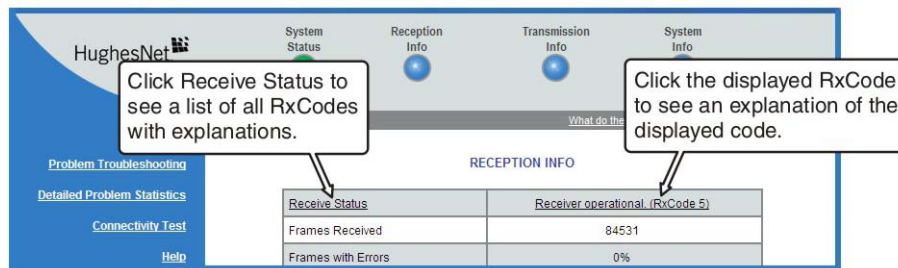 HughesNet
System
Status
Reception
Info
Transmission
Info
System
Info
Click Receive Status to
see a list of all RxCodes
with explanations.
Click the displayed RxCode
to see an explanation of the
displayed code.
What do the
Problem Troubleshooting
Detailed Problem Statistics
Connectivity Test
Help
RECEPTION INFO
Receive Status Receiver operational. (RxCode 5)
Frames Received 84531
Frames with Errors 0%